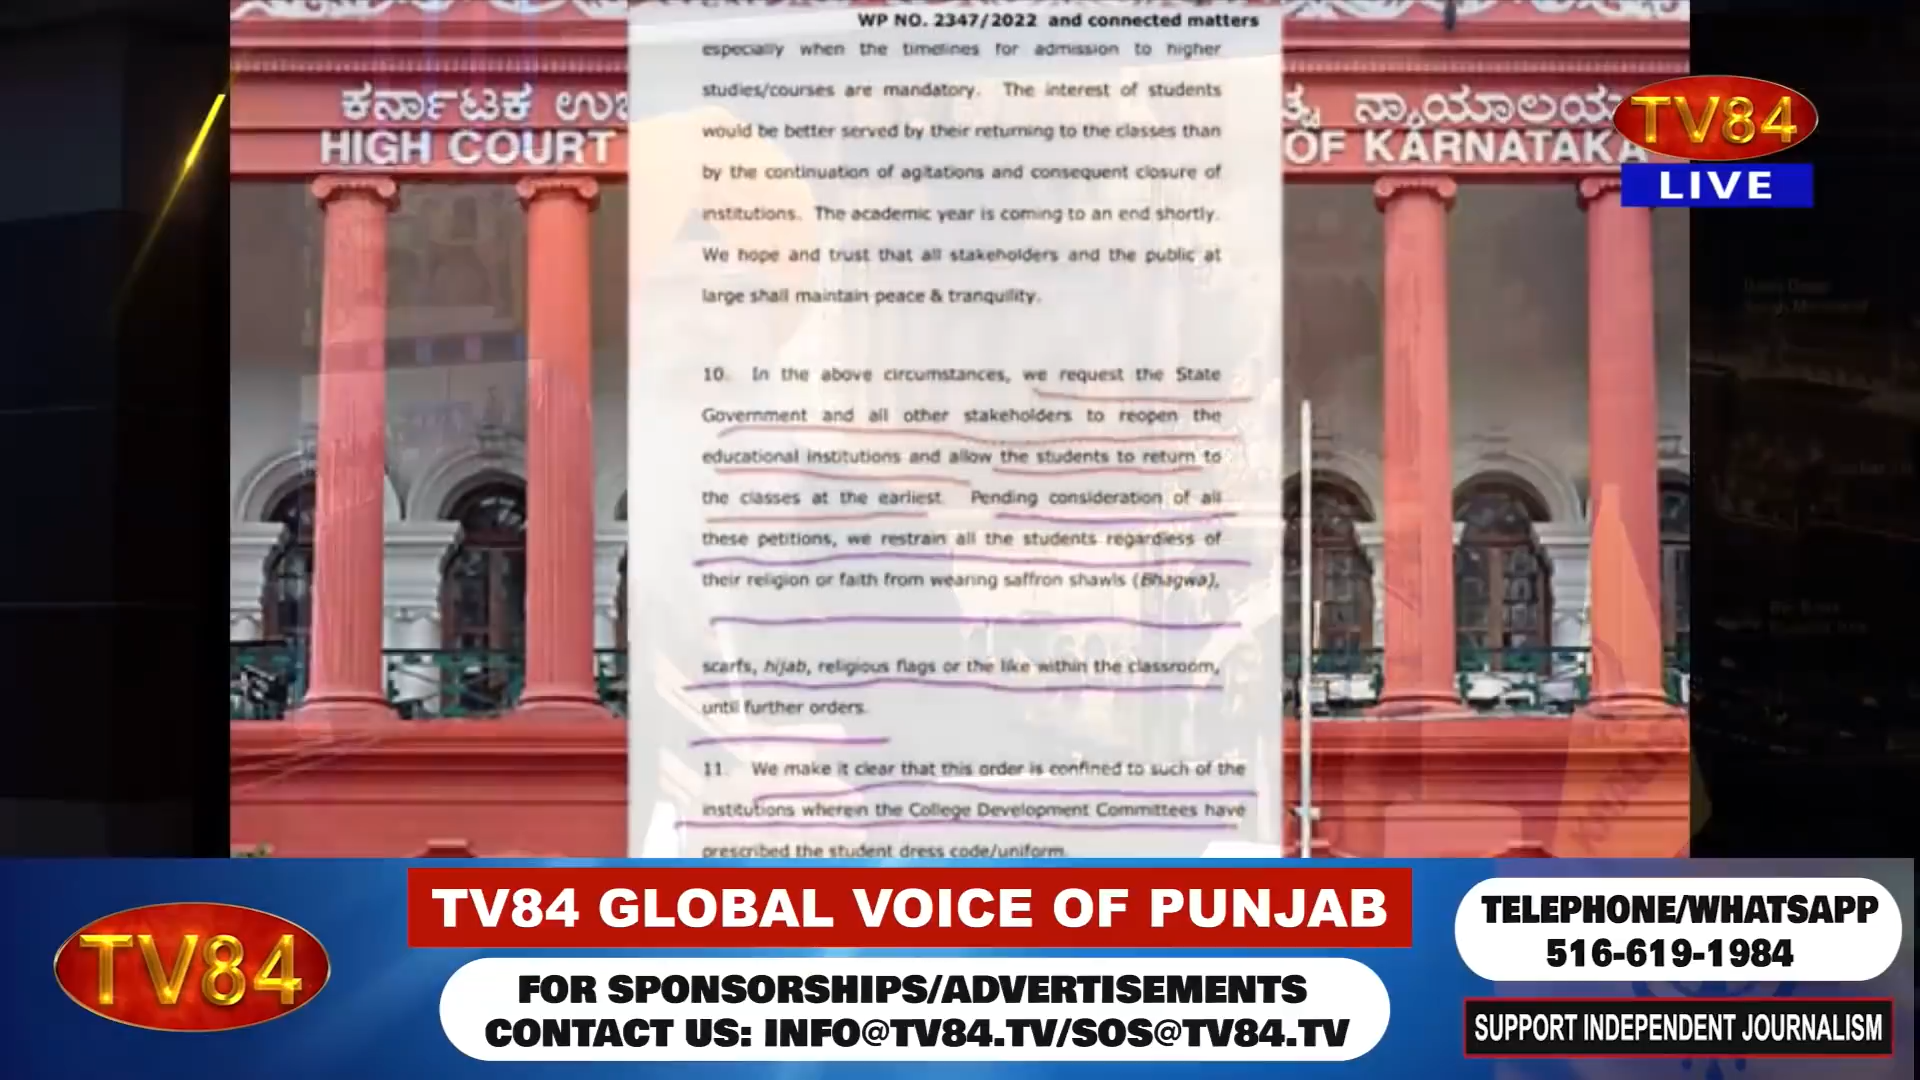 WP NO. 2347/2022 and connected matters
especially when the timelines for admission to higher
studies/courses are mandatory. The interest of students
would be better served by their returning to the classes than
by the continuation of agitations and consequent closure of
institutions. The academic year is coming to an end shortly.
We hope and trust that all stakeholders and the public at
large shall maintain peace & tranquility.
10. In the above circumstances, we request the State
Government and all other stakeholders to reopen the
educational institutions and allow the students to return to
the classes at the earliest. Pending consideration of all
these petitions, we restrain all the students regardless of
their religion or faith from wearing saffron shawls (Bhagwa),
scarfs, hijab, religious flags or the like within the classroom,
until further orders.
11. We make it clear that this order is confined to such of the
institutions wherein the College Development Committees have
prescribed the student dress code/uniform.
ಕರ್ನಾಟಕ ಉಚ ನ್ಯಾಯಾಲಯ
HIGH COURT OF KARNATAKA
TV84
LIVE
TV84
TV84 GLOBAL VOICE OF PUNJAB
FOR SPONSORSHIPS/ADVERTISEMENTS
CONTACT US: INFO@TV84.TV/SOS@TV84.TV
TELEPHONE/WHATSAPP
516-619-1984
SUPPORT INDEPENDENT JOURNALISM